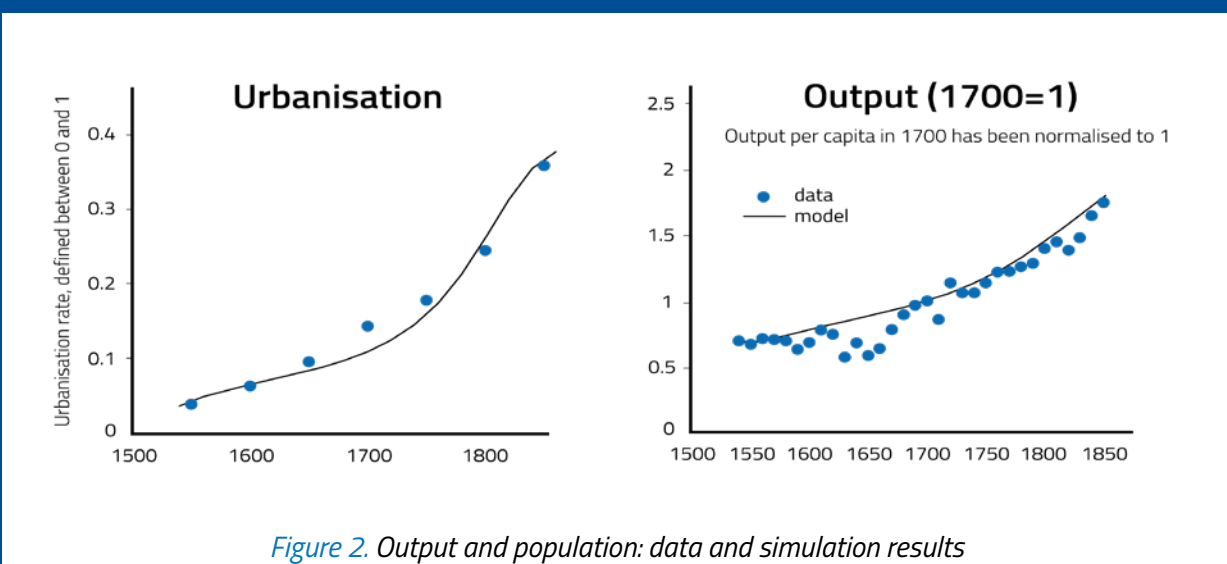 Urbanisation
Urbanisation rate, defined between 0 and 1
0.4
0.3
0.2
0.1
0
1500 1600 1700 1800
Output (1700=1)
Output per capita in 1700 has been normalised to 1
data
model
2.5
2
1.5
1
0.5
0
1500 1550 1600 1650 1700 1750 1800 1850
Figure 2. Output and population: data and simulation results